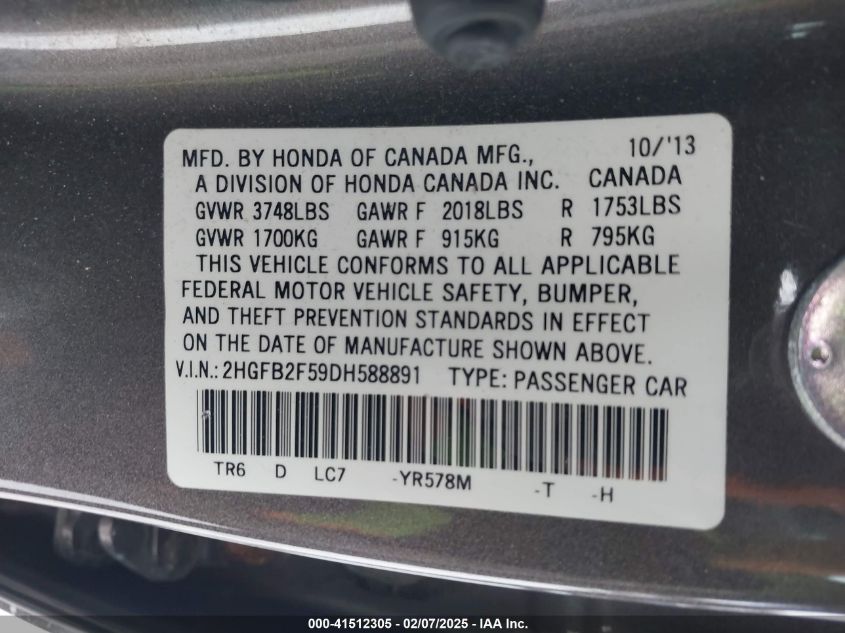 MFD. BY HONDA OF CANADA MFG., 10/'13
A DIVISION OF HONDA CANADA INC. CANADA
GVWR 3748LBS GAWR F 2018LBS R 1753LBS
GVWR 1700KG GAWR F 915KG R 795KG
THIS VEHICLE CONFORMS TO ALL APPLICABLE
FEDERAL MOTOR VEHICLE SAFETY, BUMPER,
AND THEFT PREVENTION STANDARDS IN EFFECT
ON THE DATE OF MANUFACTURE SHOWN ABOVE.
V.I.N.: 2HGFB2F59DH588891 TYPE: PASSENGER CAR
TR6 D LC7 -YR578M -T -H
000-41512305 - 02/07/2025 - IAA Inc.